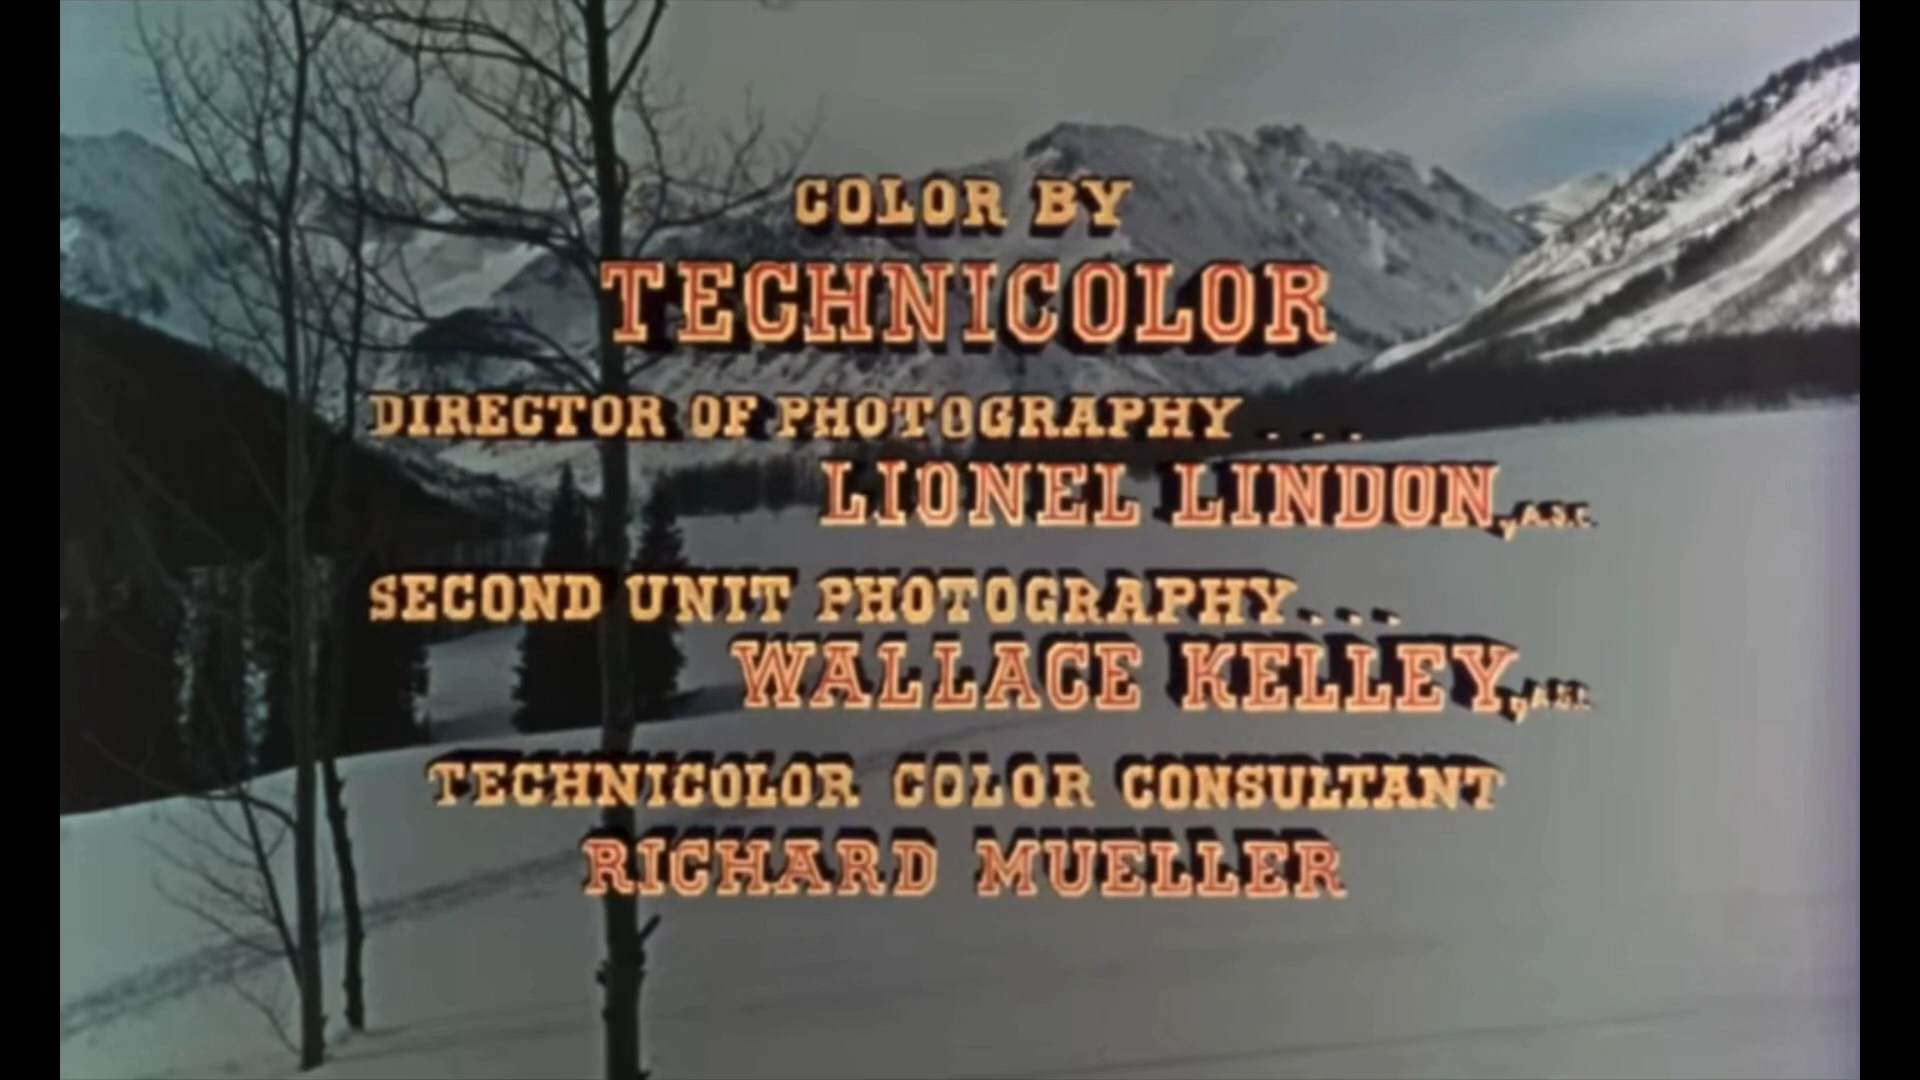 COLOR BY
TECHNICOLOR
DIRECTOR OF PHOTOGRAPHY . . .
LIONEL LINDON, A.S.C.
SECOND UNIT PHOTOGRAPHY. . . .
WALLACE KELLEY, A.S.C.
TECHNICOLOR COLOR CONSULTANT
RICHARD MUELLER